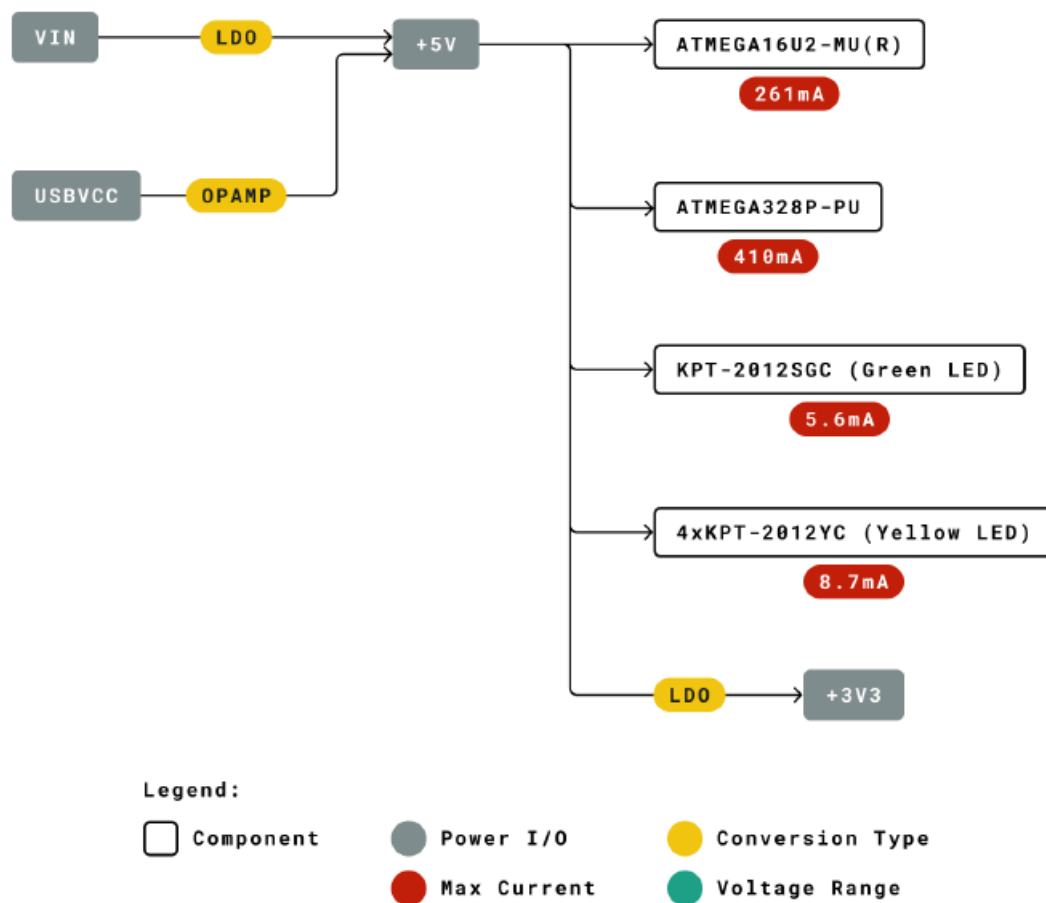 VIN
LDO
+5V
ATMEGA16U2-MU(R)
261mA
USBVCC
OPAMP
ATMEGA328P-PU
410mA
KPT-2012SGC (Green LED)
5.6mA
4xKPT-2012YC (Yellow LED)
8.7mA
LDO
+3V3
Legend:
Component
Power I/O
Conversion Type
Max Current
Voltage Range